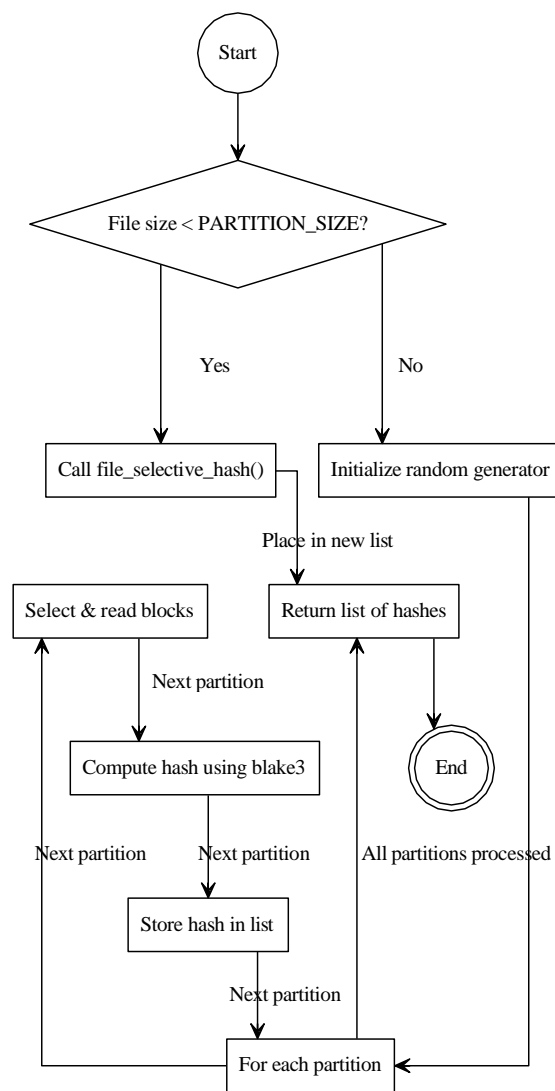 Start
File size < PARTITION_SIZE?
Yes
No
Call file_selective_hash()
Initialize random generator
Place in new list
Select & read blocks
Return list of hashes
Next partition
Compute hash using blake3
End
Next partition
Next partition
All partitions processed
Store hash in list
Next partition
For each partition